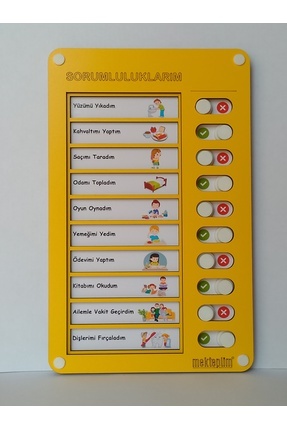 SORUMLULUKLARIM
Yüzümü Yıkadım
Kahvaltımı Yaptım
Saçımı Taradım
Odamı Topladım
Oyun Oynadım
Yemeğimi Yedim
Ödevimi Yaptım
Kitabımı Okudum
Ailemle Vakit Geçirdim
Dişlerimi Fırçaladım
mekteplim